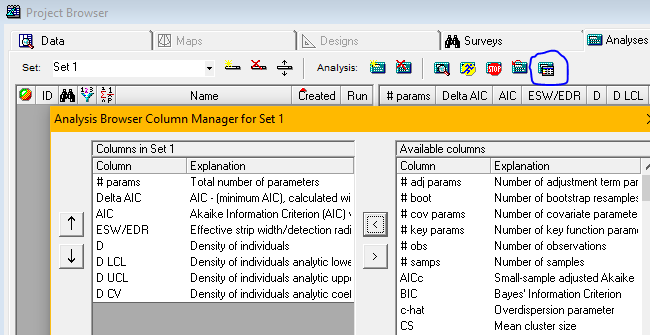 Project Browser
Data Maps Designs Surveys Analyses
Set: Set 1 Analysis: STOP
ID Name Created Run # params Delta AIC AIC ESW/EDR D D LCL
Analysis Browser Column Manager for Set 1
Columns in Set 1
Column Explanation
# params Total number of parameters
Delta AIC AIC - (minimum AIC), calculated wi
AIC Akaike Information Criterion (AIC) v
ESW/EDR Effective strip width/detection radi
D Density of individuals
D LCL Density of individuals analytic lowe
D UCL Density of individuals analytic uppe
D CV Density of individuals analytic coef
Available columns
Column Explanation
# adj params Number of adjustment term par
# boot Number of bootstrap resamples
# cov params Number of covariate paramete
# key params Number of key function parame
# obs Number of observations
# samps Number of samples
AICc Small-sample adjusted Akaike
BIC Bayes' Information Criterion
c-hat Overdispersion parameter
CS Mean cluster size